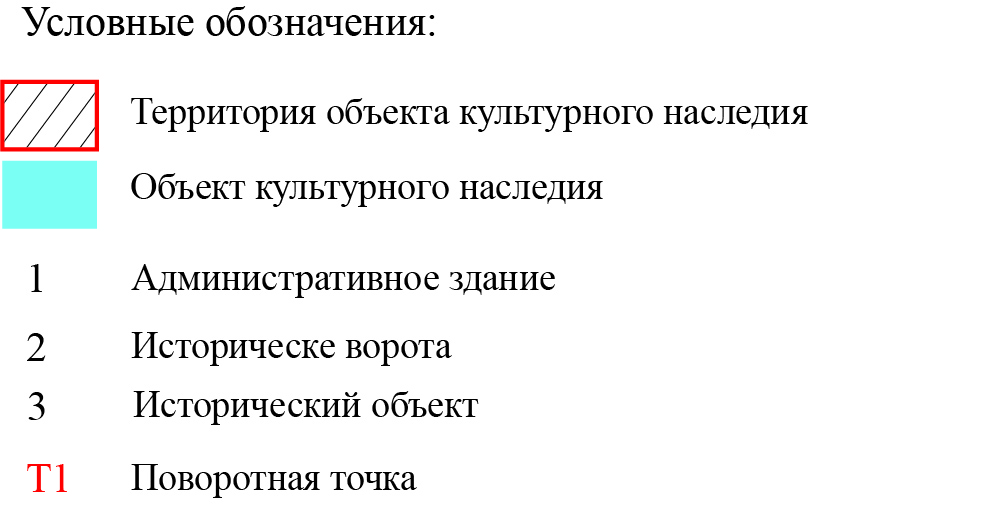 Условные обозначения:
Территория объекта культурного наследия
Объект культурного наследия
1 Административное здание
2 Историческе ворота
3 Исторический объект
Т1 Поворотная точка